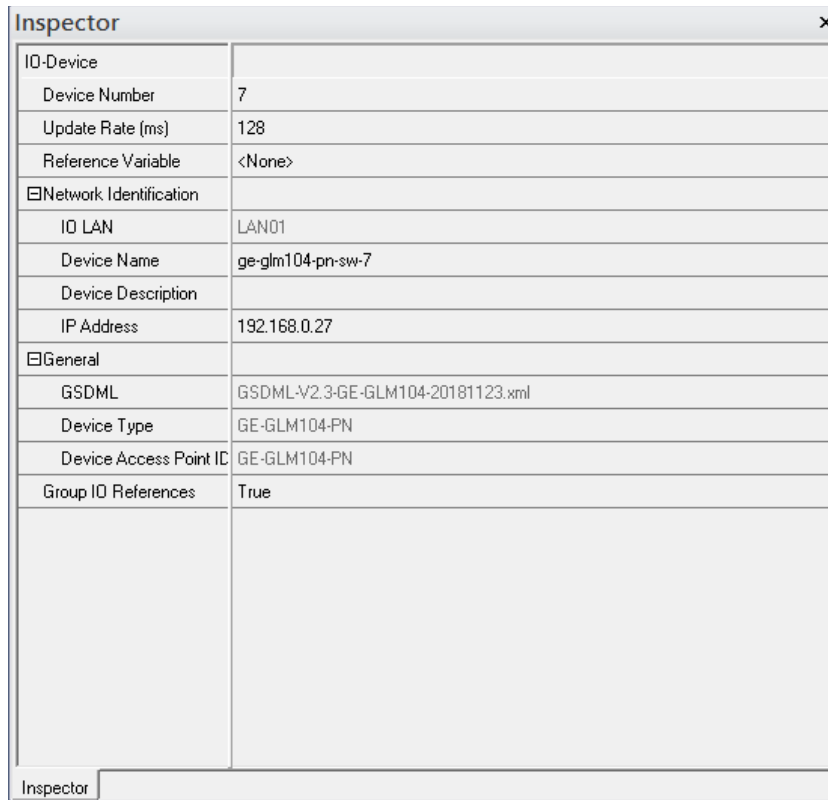 Inspector
IO-Device
Device Number 7
Update Rate (ms) 128
Reference Variable <None>
Network Identification
IO LAN LAN01
Device Name ge-glm104-pn-sw-7
Device Description
IP Address 192.168.0.27
General
GSDML GSDML-V2.3-GE-GLM104-20181123.xml
Device Type GE-GLM104-PN
Device Access Point ID GE-GLM104-PN
Group IO References True
Inspector